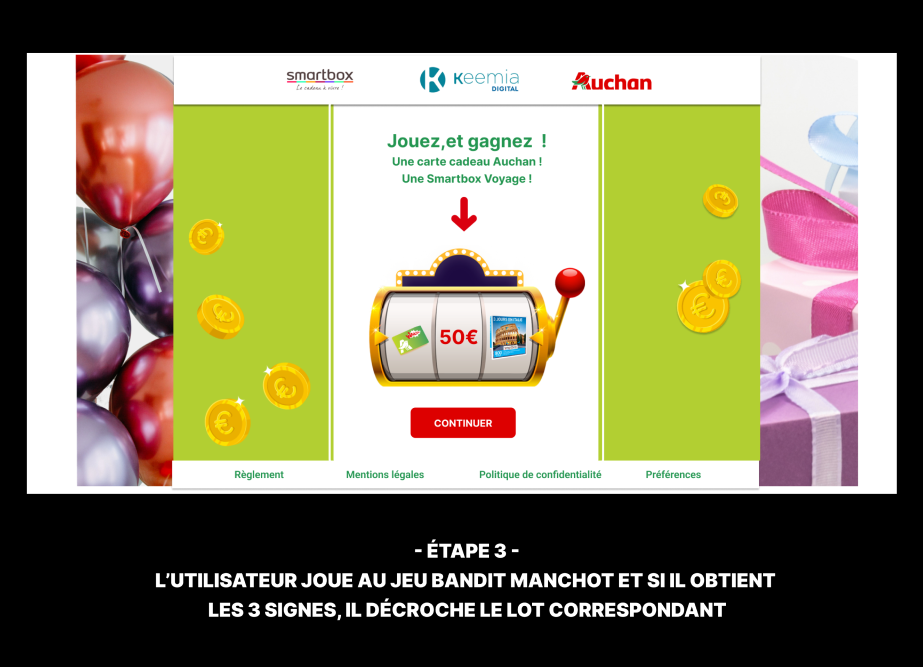 smartbox
Le cadeau à vivre !
Keemia
DIGITAL
Auchan
Jouez,et gagnez !
Une carte cadeau Auchan !
Une Smartbox Voyage !
50€
CONTINUER
Règlement
Mentions légales
Politique de confidentialité
Préférences
- ÉTAPE 3 -
L’UTILISATEUR JOUE AU JEU BANDIT MANCHOT ET SI IL OBTIENT
LES 3 SIGNES, IL DÉCROCHE LE LOT CORRESPONDANT